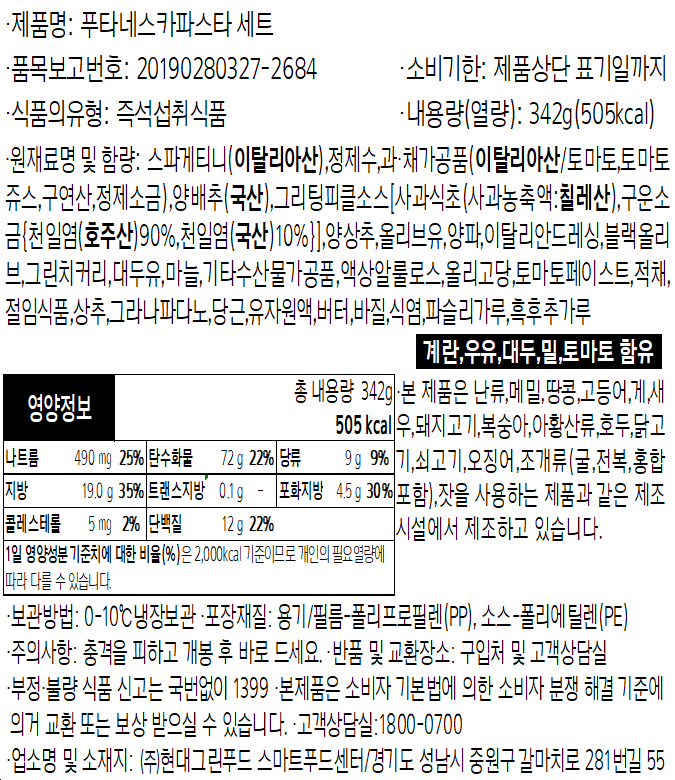 ·제품명: 푸타네스카파스타 세트
·품목보고번호: 20190280327-2684 ·소비기한: 제품상단 표기일까지
·식품의유형: 즉석섭취식품 ·내용량(열량): 342g(505kcal)
·원재료명 및 함량: 스파게티니(이탈리아산),정제수,과·채가공품(이탈리아산/토마토,토마토
쥬스,구연산,정제소금),양배추(국산),그리팅피클소스[사과식초(사과농축액:칠레산),구운소
금{천일염(호주산)90%,천일염(국산)10%}],양상추,올리브유,양파,이탈리안드레싱,블랙올리
브,그린치커리,대두유,마늘,기타수산물가공품,액상알룰로스,올리고당,토마토페이스트,적채,
절임식품,상추,그라나파다노,당근,유자원액,버터,바질,식염,파슬리가루,흑후추가루
계란,우유,대두,밀,토마토 함유
영양정보
총 내용량 342g
505 kcal
나트륨 490 mg 25% 탄수화물 72 g 22% 당류 9 g 9%
지방 19.0 g 35% 트랜스지방 0.1 g - 포화지방 4.5 g 30%
콜레스테롤 5 mg 2% 단백질 12 g 22%
1일 영양성분 기준치에 대한 비율(%)은 2,000kcal 기준이므로 개인의 필요 열량에
따라 다를 수 있습니다.
·본 제품은 난류,메밀,땅콩,고등어,게,새
우,돼지고기,복숭아,아황산류,호두,닭고
기,쇠고기,오징어,조개류(굴,전복,홍합
포함),잣을 사용하는 제품과 같은 제조
시설에서 제조하고 있습니다.
·보관방법: 0-10℃냉장보관 ·포장재질: 용기/필름-폴리프로필렌(PP), 소스-폴리에틸렌(PE)
·주의사항: 충격을 피하고 개봉 후 바로 드세요. ·반품 및 교환장소: 구입처 및 고객상담실
·부정·불량 식품 신고는 국번없이 1399 ·본제품은 소비자 기본법에 의한 소비자 분쟁 해결 기준에
의거 교환 또는 보상 받으실 수 있습니다. ·고객상담실:1800-0700
·업소명 및 소재지: (주)현대그린푸드 스마트푸드센터/경기도 성남시 중원구 갈마치로 281번길 55